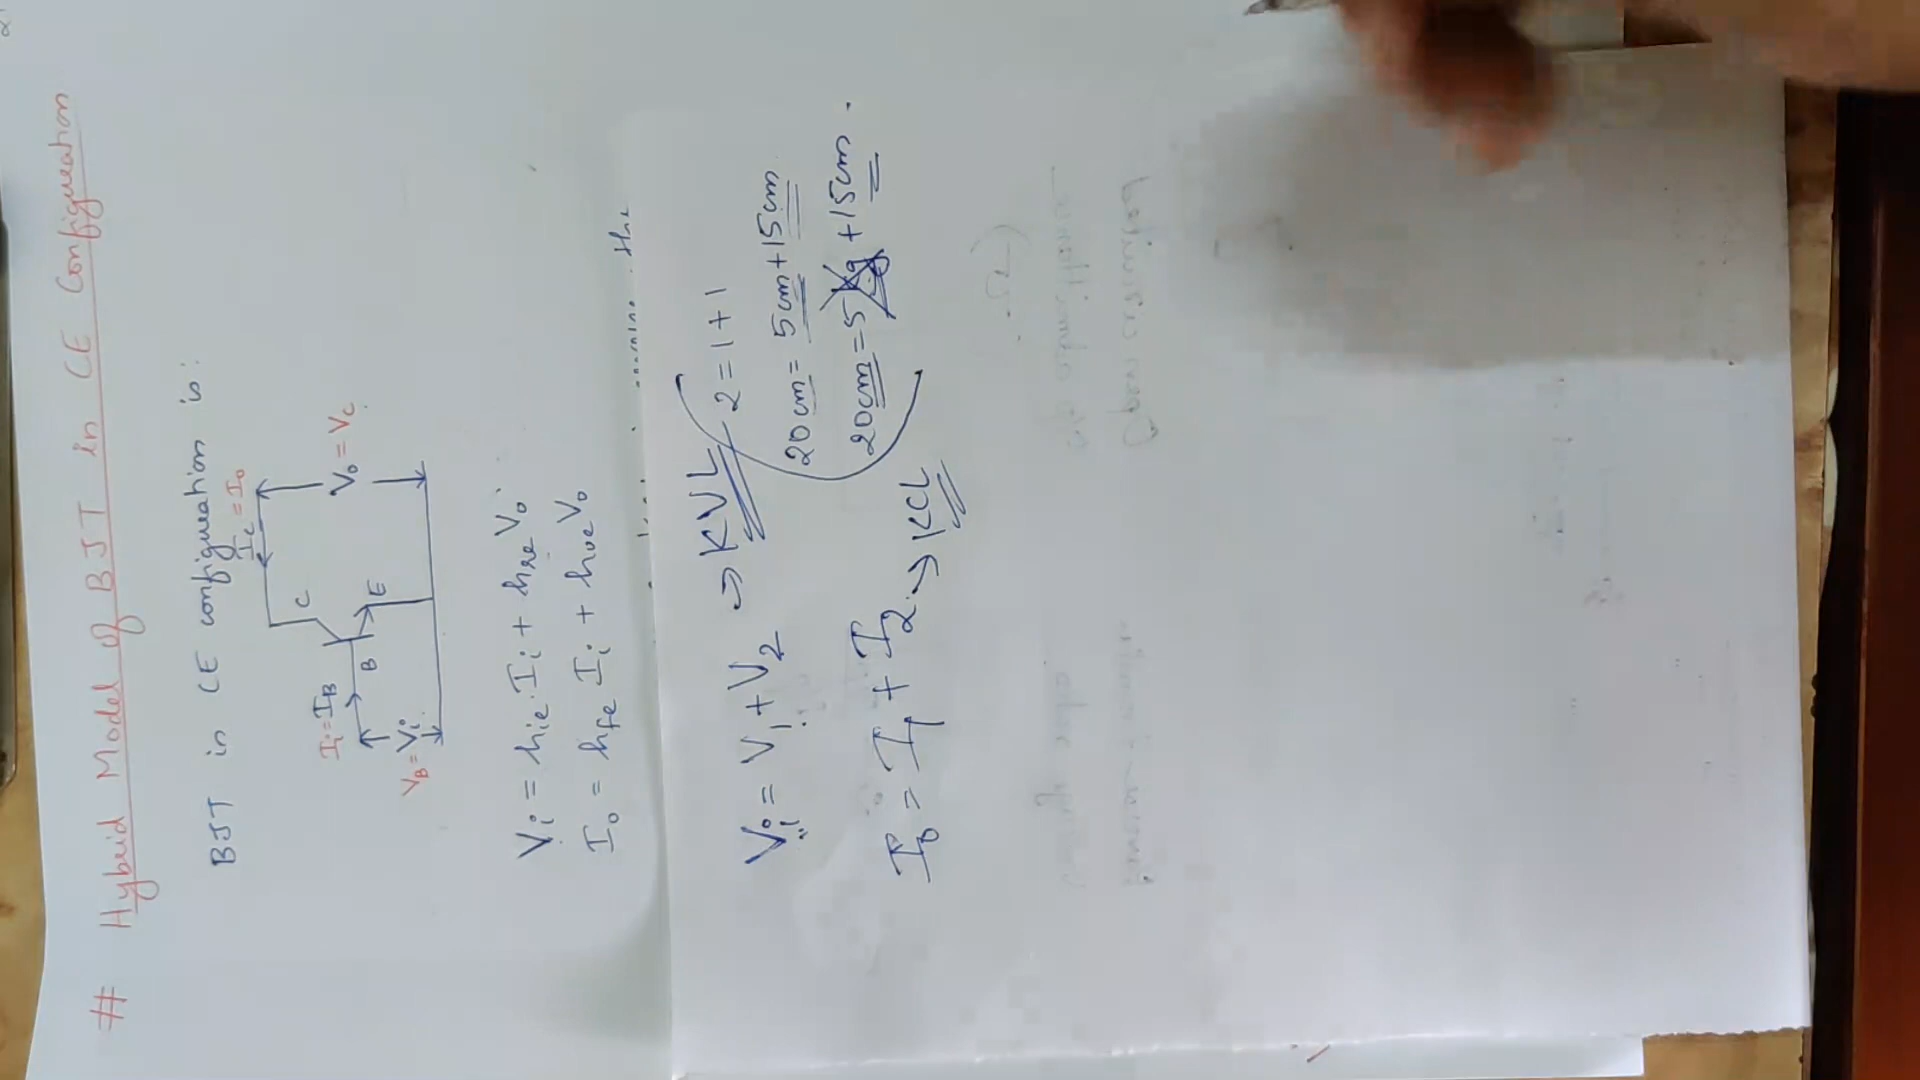 # Hybrid Model of BJT in CE Configuration
BJT in CE configuration is:
I_c = I_o
C
I_i = I_B
B
E
V_o = V_c
V_B = V_i
V_i = h_ie . I_i + h_re V_o
I_o = h_fe I_i + h_oe V_o
V_i = V_1 + V_2 → KVL
2 = 1 + 1
20 cm = 5 cm + 15 cm
20 cm = 5 Kg + 15 cm .
I_o = I_1 + I_2 → KCL
Open circuited